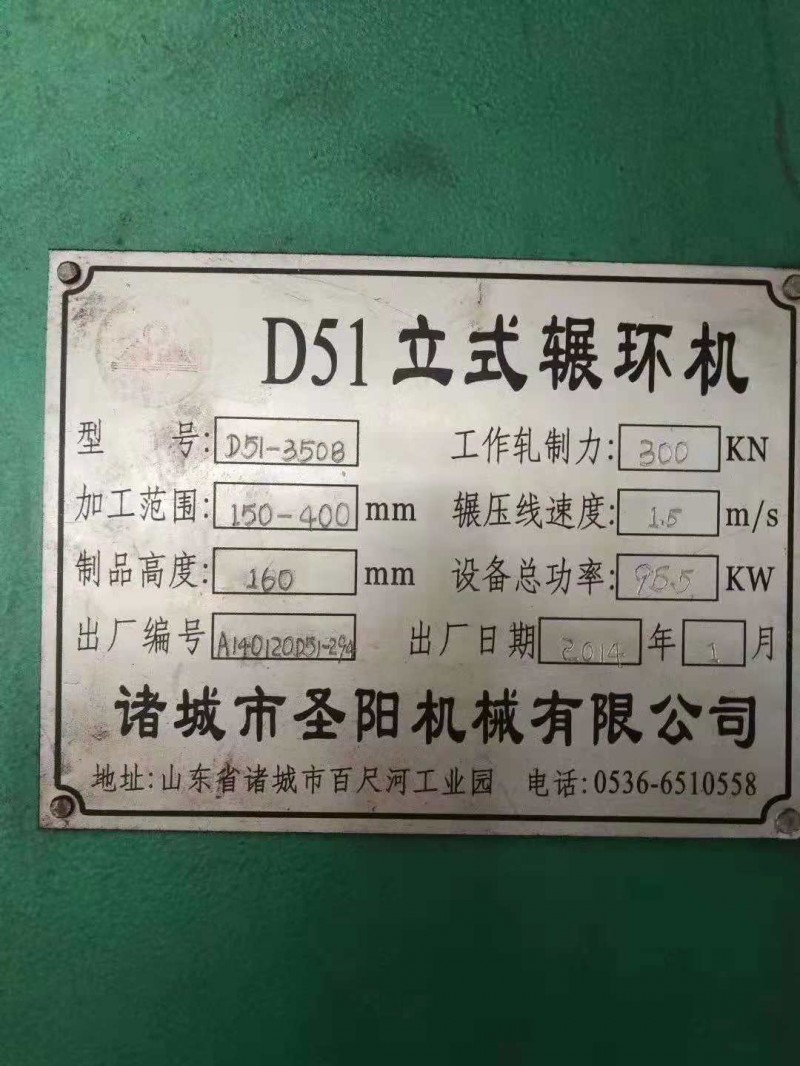 D51立式辗环机
型 号: D51-350B 工作轧制力: 300 KN
加工范围: 150-400 mm 辗压线速度: 1.5 m/s
制品高度: 160 mm 设备总功率: 95.5 KW
出厂编号 A140120D51-294 出厂日期 2014 年 1 月
诸城市圣阳机械有限公司
地址:山东省诸城市百尺河工业园 电话:0536-6510558